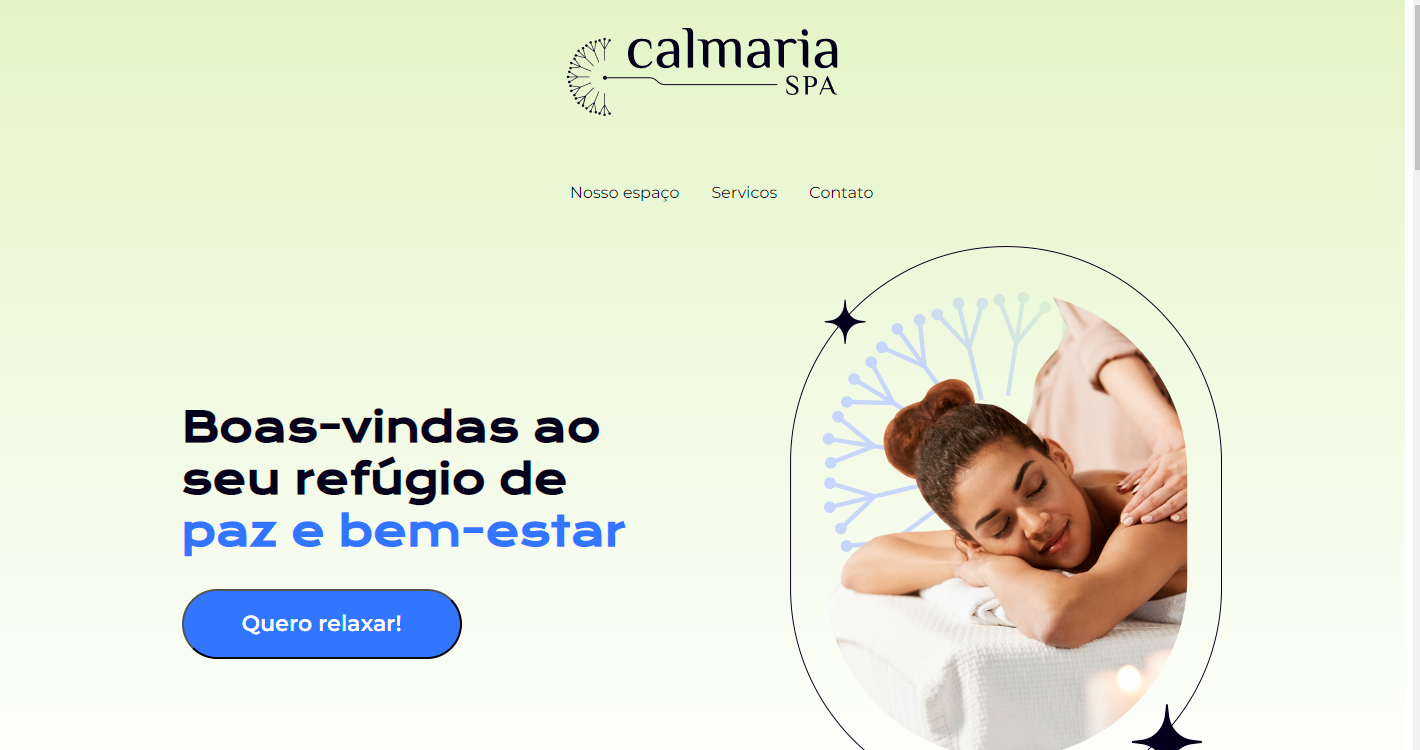 calmaria
SPA
Nosso espaço Servicos Contato
Boas-vindas ao
seu refúgio de
paz e bem-estar
Quero relaxar!